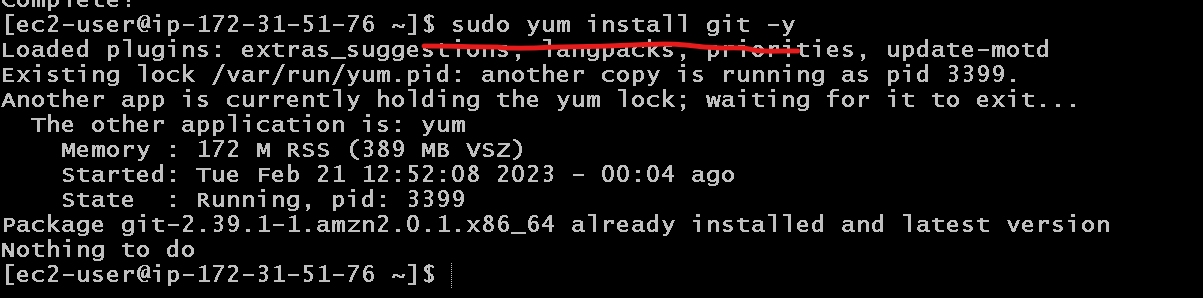 Complete!
[ec2-user@ip-172-31-51-76 ~]$ sudo yum install git -y
Loaded plugins: extras_suggestions, langpacks, priorities, update-motd
Existing lock /var/run/yum.pid: another copy is running as pid 3399.
Another app is currently holding the yum lock; waiting for it to exit...
  The other application is: yum
    Memory : 172 M RSS (389 MB VSZ)
    Started: Tue Feb 21 12:52:08 2023 - 00:04 ago
    State  : Running, pid: 3399
Package git-2.39.1-1.amzn2.0.1.x86_64 already installed and latest version
Nothing to do
[ec2-user@ip-172-31-51-76 ~]$